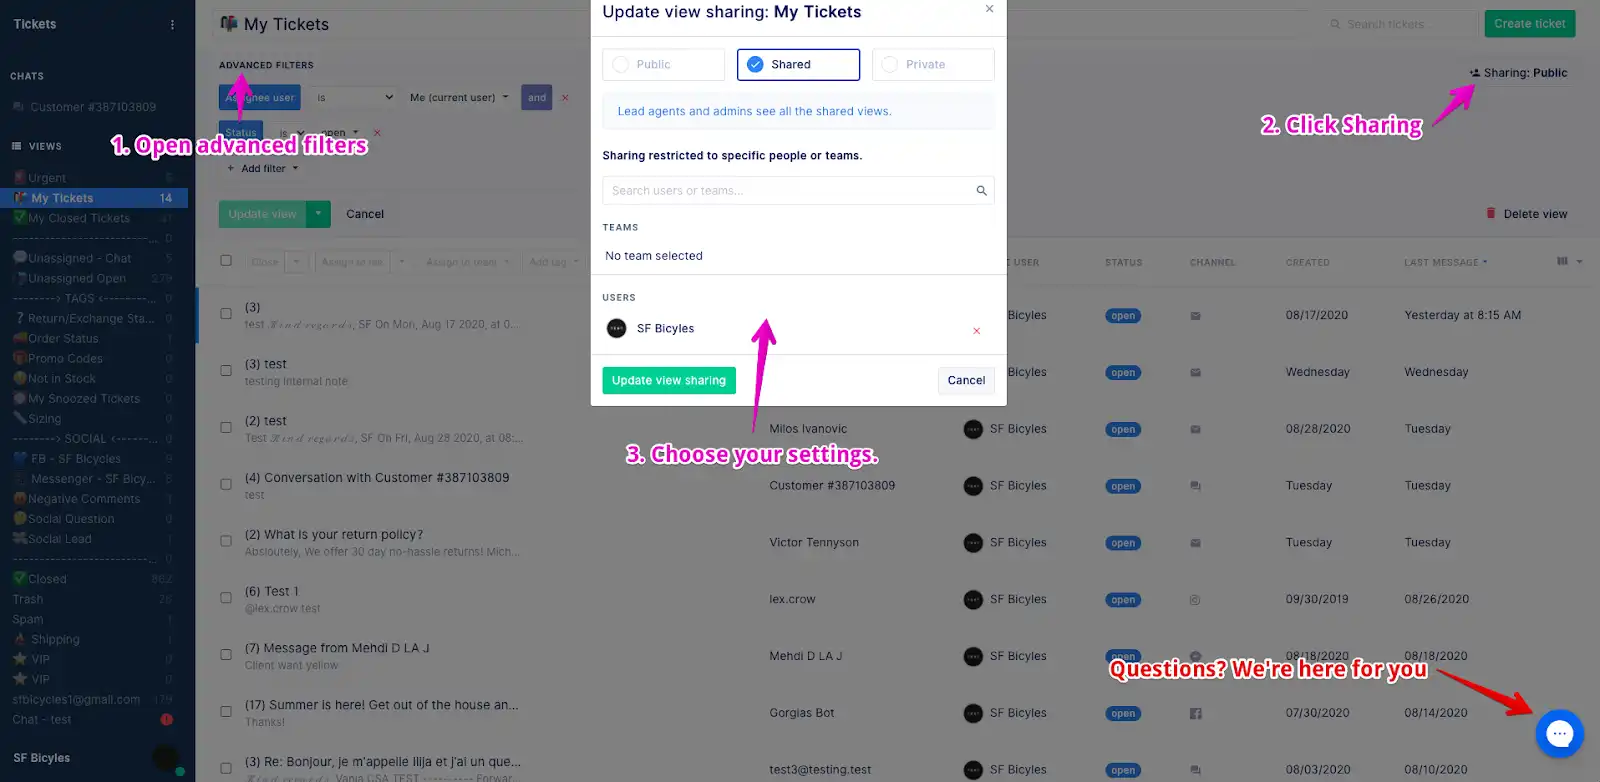 Tickets
CHATS
Customer #387103809
VIEWS
Urgent 6
My Tickets 14
My Closed Tickets 41
-------------------------... 0
Unassigned - Chat 5
Unassigned Open 279
--------> TAGS <---------... 0
Return/Exchange Sta... 0
Order Status 1
Promo Codes 0
Not in Stock 0
My Snoozed Tickets 0
Sizing 0
--------> SOCIAL <-------... 0
FB - SF Bicycles 0
Messenger - SF Bicy... 8
Negative Comments 1
Social Question 0
Social Lead 0
-------------------------... 0
Closed 862
Trash 26
Spam 1
Shipping 1
VIP 0
VIP 0
sfbicycles1@gmail.com 179
Chat - test
SF Bicyles
My Tickets
Search tickets...
Create ticket
ADVANCED FILTERS
Sharing: Public
Assignee user is Me (current user) and
Status is open
+ Add filter
1. Open advanced filters
2. Click Sharing
Update view
Cancel
Delete view
Update view sharing: My Tickets
Public
Shared
Private
Lead agents and admins see all the shared views.
Sharing restricted to specific people or teams.
Search users or teams...
TEAMS
No team selected
USERS
SF Bicyles
Update view sharing
Cancel
3. Choose your settings.
Close Assign to me Assign to team Add tag
E USER STATUS CHANNEL CREATED LAST MESSAGE
(3)
test Kind regards, SF On Mon, Aug 17 2020, at 0...
Bicyles open 08/17/2020 Yesterday at 8:15 AM
(3) test
testing internal note
Bicyles open Wednesday Wednesday
(2) test
Test Kind regards, SF On Fri, Aug 28 2020, at 08:...
Milos Ivanovic SF Bicyles open 08/28/2020 Tuesday
(4) Conversation with Customer #387103809
test
Customer #387103809 SF Bicyles open Tuesday Tuesday
(2) What is your return policy?
Absloutely, We offer 30 day no-hassle returns! Mich...
Victor Tennyson SF Bicyles open Tuesday Tuesday
(6) Test 1
@lex.crow test
lex.crow SF Bicyles open 09/30/2019 08/26/2020
(7) Message from Mehdi D LA J
Client want yellow
Mehdi D LA J SF Bicyles open 08/18/2020 08/18/2020
Questions? We're here for you
(17) Summer is here! Get out of the house an...
Thanks!
Gorgias Bot SF Bicyles open 07/30/2020 08/14/2020
(3) Re: Bonjour, je m'appelle Ilija et j'ai un que...
Kind regards, Vanja CSA TEST ---------- Forwar...
test3@testing.test SF Bicyles open 08/03/2020 08/10/2020